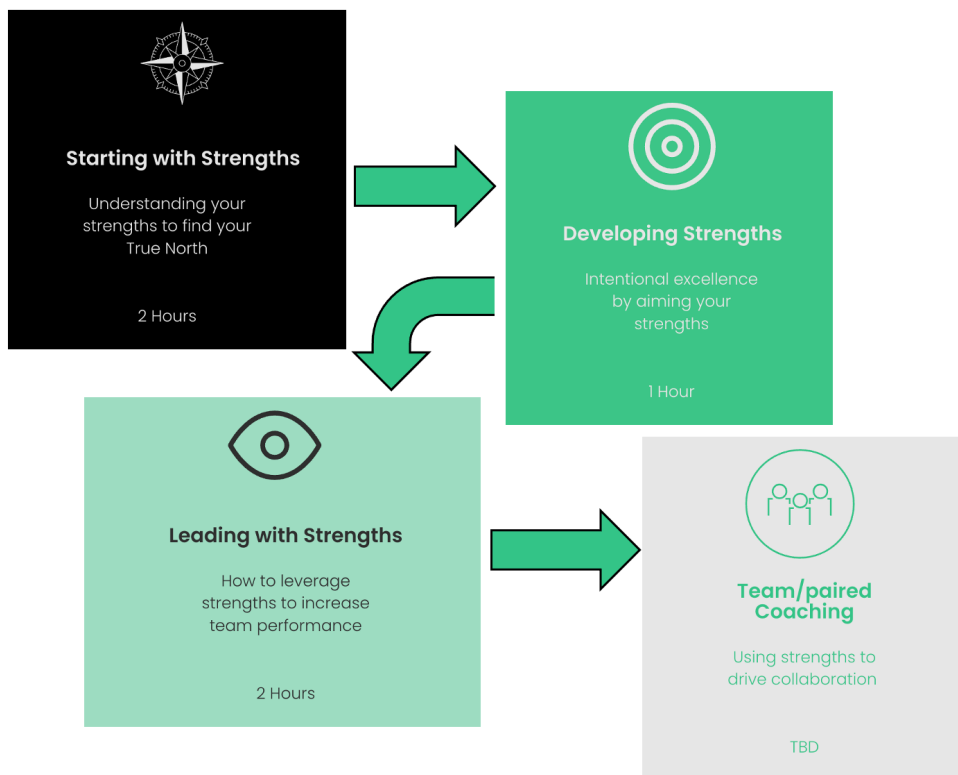 Starting with Strengths
Understanding your
strengths to find your
True North
2 Hours
Developing Strengths
Intentional excellence
by aiming your
strengths
1 Hour
Leading with Strengths
How to leverage
strengths to increase
team performance
2 Hours
Team/paired
Coaching
Using strengths to
drive collaboration
TBD